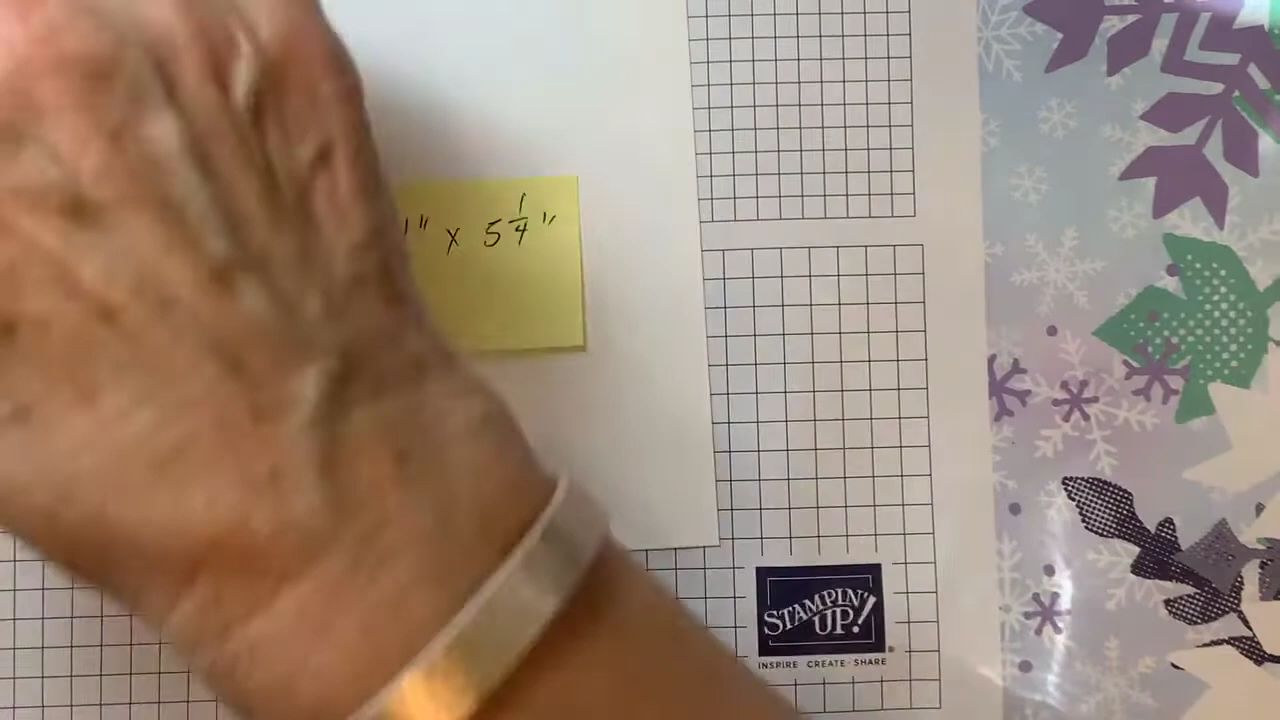 1" x 5 1/4"
STAMPIN' UP!®
INSPIRE · CREATE · SHARE